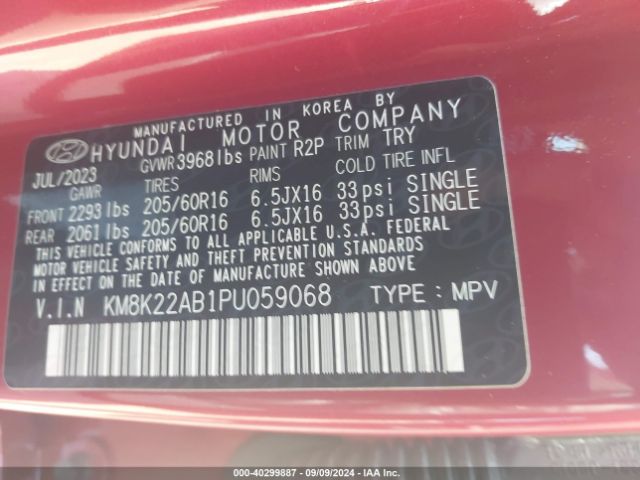 MANUFACTURED IN KOREA BY
HYUNDAI MOTOR COMPANY
JUL/2023 GVWR 3968lbs PAINT R2P TRIM TRY
GAWR TIRES RIMS COLD TIRE INFL
FRONT 2293lbs 205/60R16 6.5JX16 33psi SINGLE
REAR 2061lbs 205/60R16 6.5JX16 33psi SINGLE
THIS VEHICLE CONFORMS TO ALL APPLICABLE U.S.A. FEDERAL
MOTOR VEHICLE SAFETY AND THEFT PREVENTION STANDARDS
IN EFFECT ON THE DATE OF MANUFACTURE SHOWN ABOVE.
V.I.N KM8K22AB1PU059068 TYPE : MPV
000-40299887 - 09/09/2024 - IAA Inc.